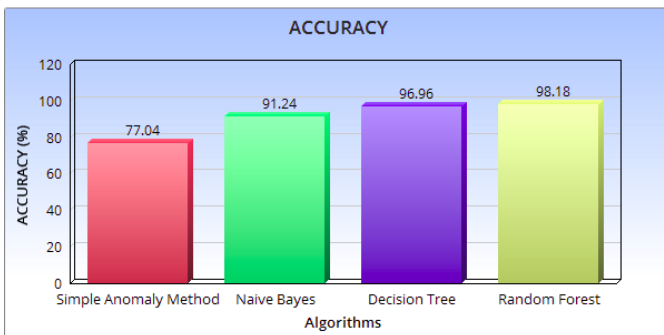 ACCURACY
120
100
80
60
40
20
0
ACCURACY (%)
77.04
91.24
96.96
98.18
Simple Anomaly Method Naive Bayes Decision Tree Random Forest
Algorithms